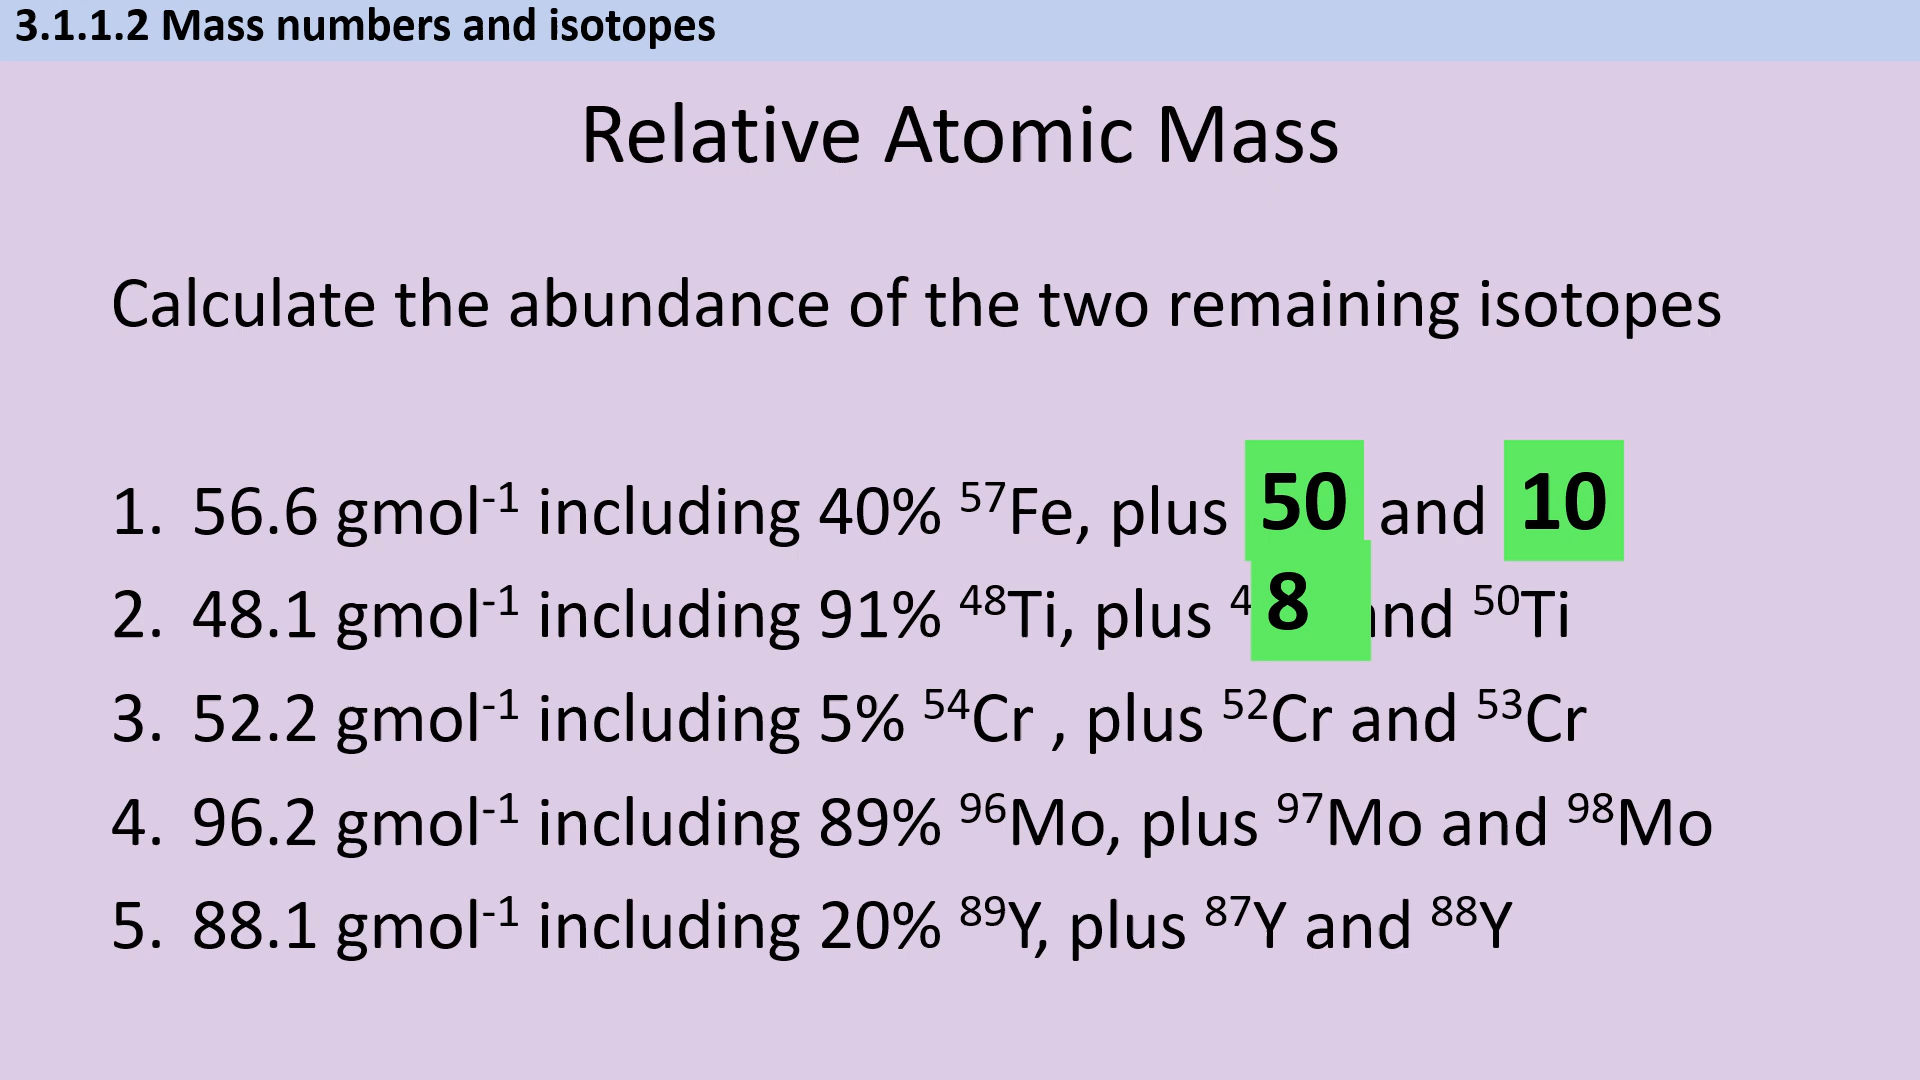 3.1.1.2 Mass numbers and isotopes
Relative Atomic Mass
Calculate the abundance of the two remaining isotopes
1. 56.6 gmol⁻¹ including 40% ⁵⁷Fe, plus 50 and 10
2. 48.1 gmol⁻¹ including 91% ⁴⁸Ti, plus 8 and ⁵⁰Ti
3. 52.2 gmol⁻¹ including 5% ⁵⁴Cr , plus ⁵²Cr and ⁵³Cr
4. 96.2 gmol⁻¹ including 89% ⁹⁶Mo, plus ⁹⁷Mo and ⁹⁸Mo
5. 88.1 gmol⁻¹ including 20% ⁸⁹Y, plus ⁸⁷Y and ⁸⁸Y